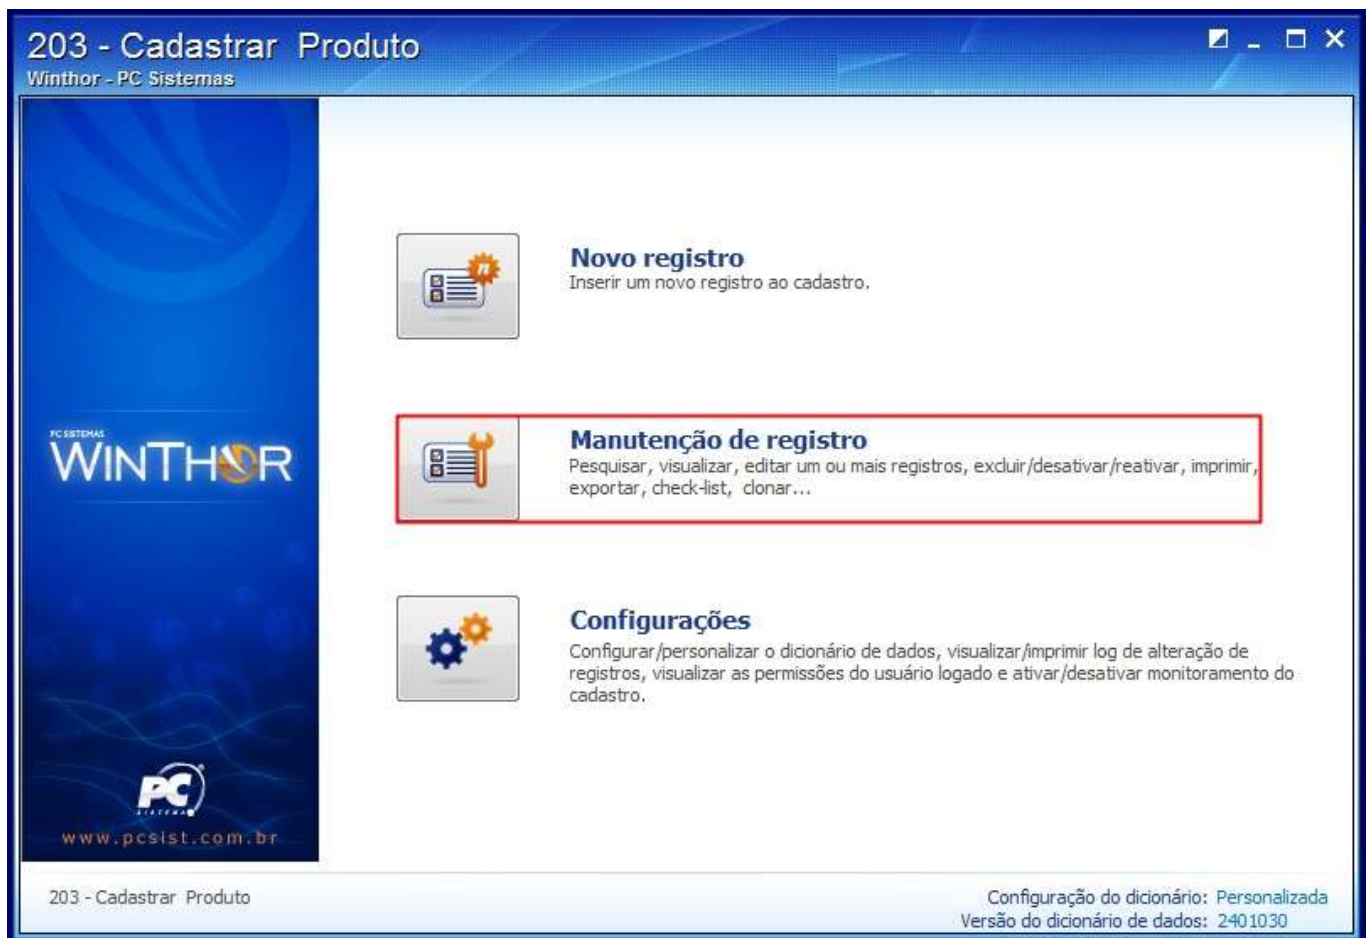 203 - Cadastrar Produto
Winthor - PC Sistemas
Novo registro
Inserir um novo registro ao cadastro.
PC SISTEMAS
WINTHOR
Manutenção de registro
Pesquisar, visualizar, editar um ou mais registros, excluir/desativar/reativar, imprimir,
exportar, check-list, clonar...
Configurações
Configurar/personalizar o dicionário de dados, visualizar/imprimir log de alteração de
registros, visualizar as permissões do usuário logado e ativar/desativar monitoramento do
cadastro.
PC
SISTEMAS
www.pcsist.com.br
203 - Cadastrar Produto
Configuração do dicionário: Personalizada
Versão do dicionário de dados: 2401030